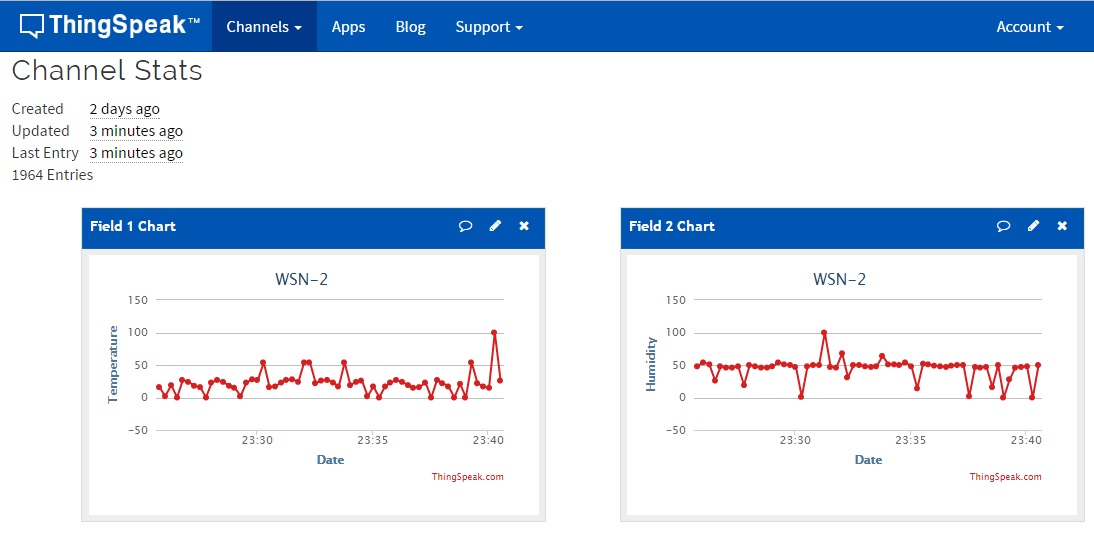 ThingSpeak™ Channels Apps Blog Support Account
Channel Stats
Created 2 days ago
Updated 3 minutes ago
Last Entry 3 minutes ago
1964 Entries
Field 1 Chart
WSN-2
Temperature
150
100
50
0
-50
23:30 23:35 23:40
Date
ThingSpeak.com
Field 2 Chart
WSN-2
Humidity
150
100
50
0
-50
23:30 23:35 23:40
Date
ThingSpeak.com